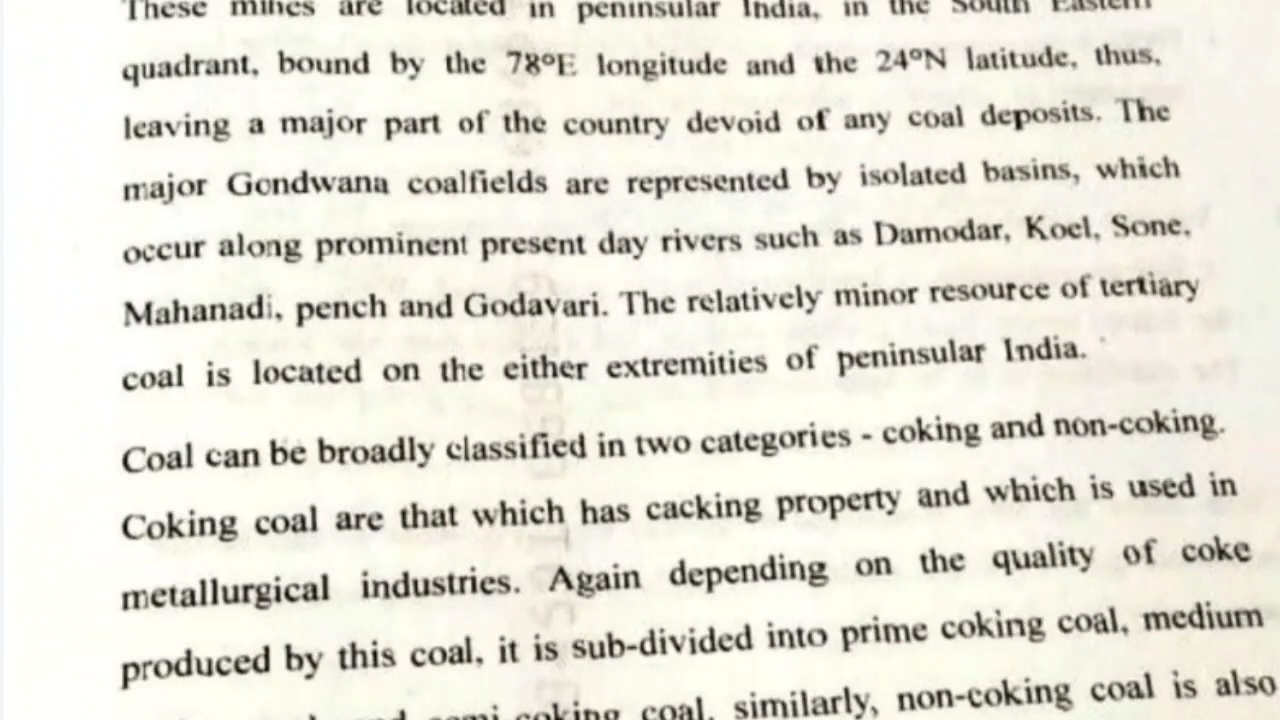 These mines are located in peninsular India, in the South Eastern
quadrant, bound by the 78°E longitude and the 24°N latitude, thus,
leaving a major part of the country devoid of any coal deposits. The
major Gondwana coalfields are represented by isolated basins, which
occur along prominent present day rivers such as Damodar, Koel, Sone,
Mahanadi, pench and Godavari. The relatively minor resource of tertiary
coal is located on the either extremities of peninsular India.
Coal can be broadly classified in two categories - coking and non-coking.
Coking coal are that which has cacking property and which is used in
metallurgical industries. Again depending on the quality of coke
produced by this coal, it is sub-divided into prime coking coal, medium
coking coal, similarly, non-coking coal is also